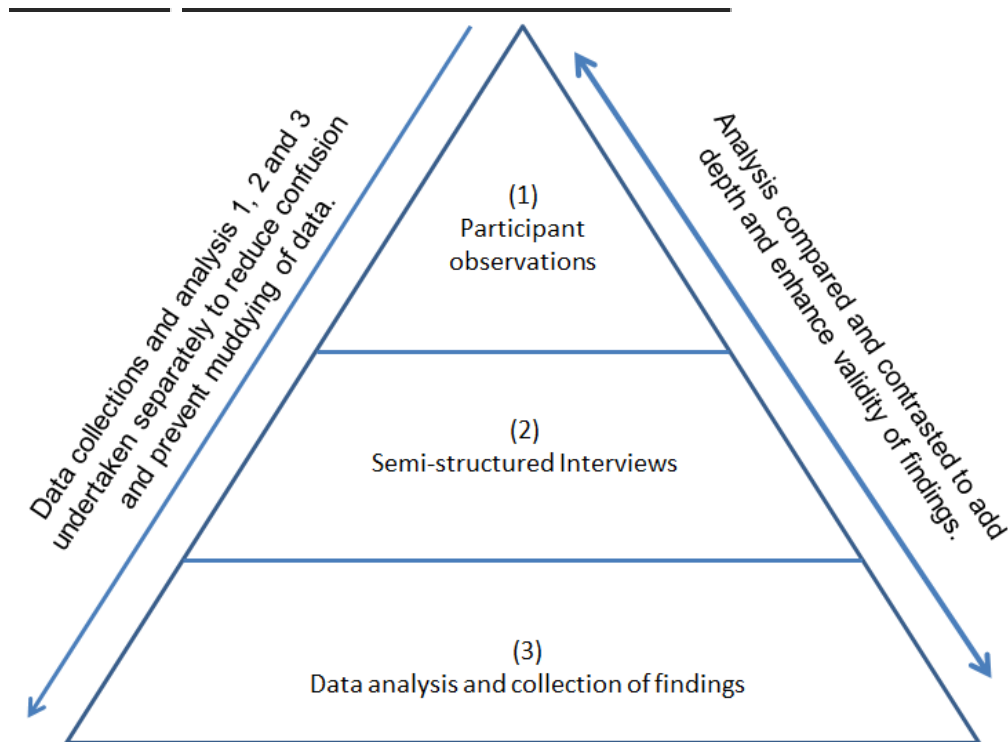 Data collections and analysis 1, 2 and 3
undertaken separately to reduce confusion
and prevent muddying of data.
(1)
Participant
observations
(2)
Semi-structured Interviews
(3)
Data analysis and collection of findings
Analysis compared and contrasted to add
depth and enhance validity of findings.